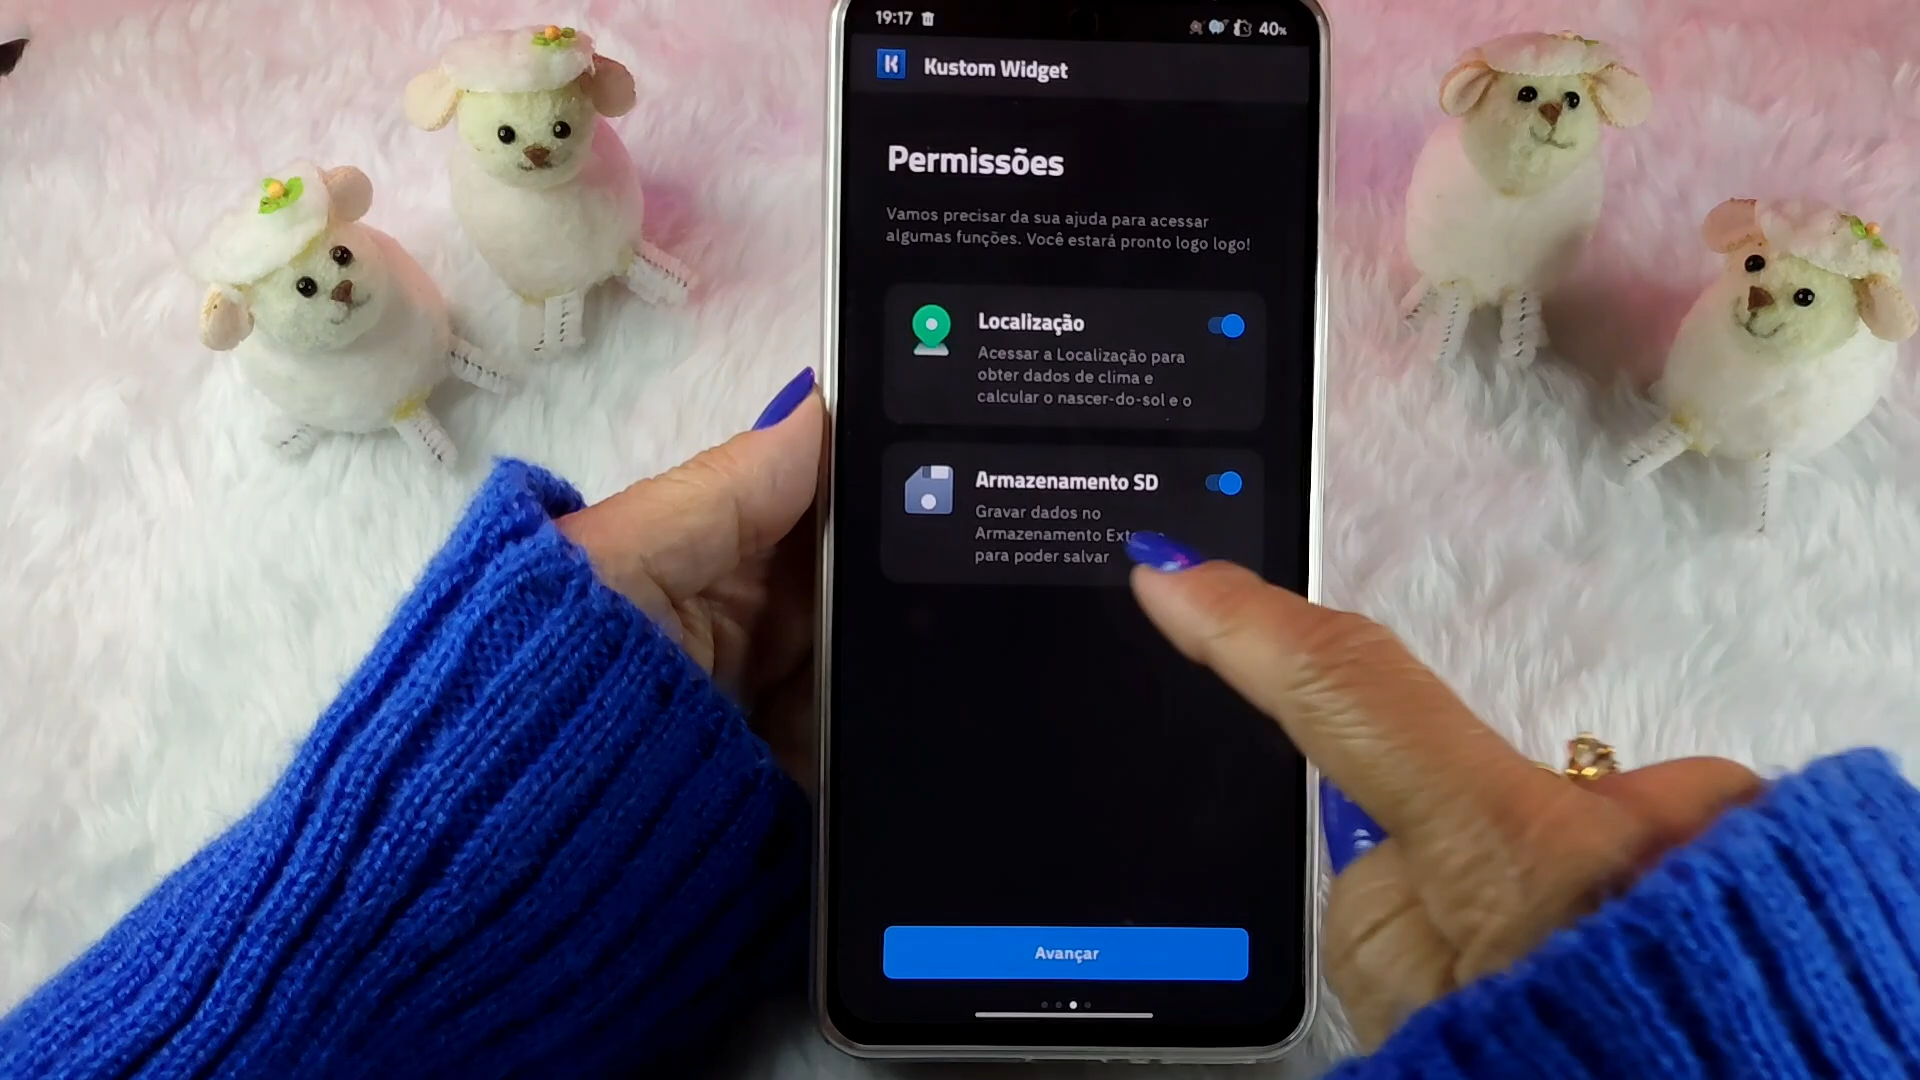 19:17 40%
Kustom Widget
Permissões
Vamos precisar da sua ajuda para acessar
algumas funções. Você estará pronto logo logo!
Localização
Acessar a Localização para
obter dados de clima e
calcular o nascer-do-sol e o
Armazenamento SD
Gravar dados no
Armazenamento
para poder salvar
Avançar